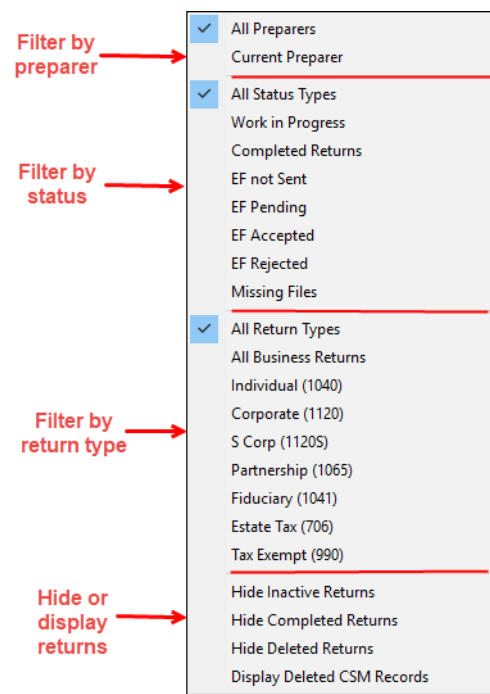 Filter by
preparer
All Preparers
Current Preparer
Filter by
status
All Status Types
Work in Progress
Completed Returns
EF not Sent
EF Pending
EF Accepted
EF Rejected
Missing Files
Filter by
return type
All Return Types
All Business Returns
Individual (1040)
Corporate (1120)
S Corp (1120S)
Partnership (1065)
Fiduciary (1041)
Estate Tax (706)
Tax Exempt (990)
Hide or
display
returns
Hide Inactive Returns
Hide Completed Returns
Hide Deleted Returns
Display Deleted CSM Records